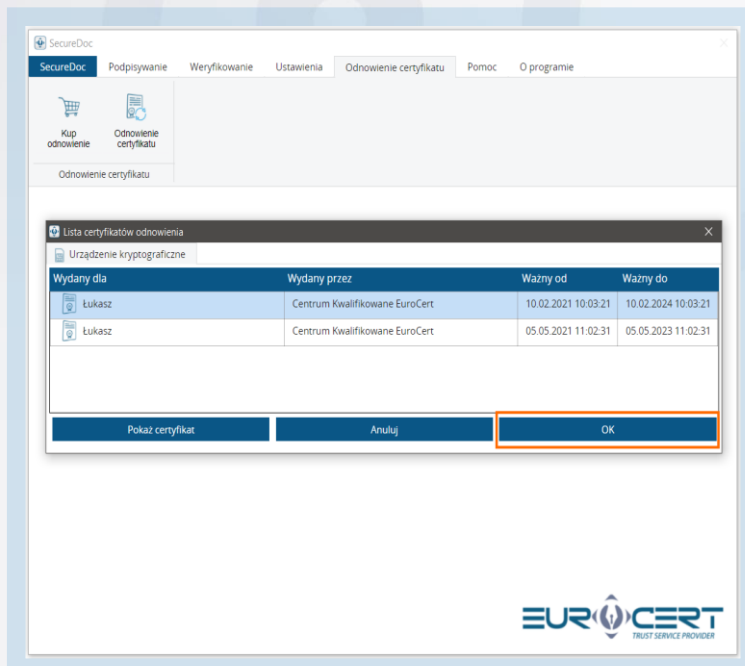 SecureDoc
SecureDoc Podpisywanie Weryfikowanie Ustawienia Odnowienie certyfikatu Pomoc O programie
Kup odnowienie
Odnowienie certyfikatu
Odnowienie certyfikatu
Lista certyfikatów odnowienia
Urządzenie kryptograficzne
Wydany dla Wydany przez Ważny od Ważny do
Łukasz Centrum Kwalifikowane EuroCert 10.02.2021 10:03:21 10.02.2024 10:03:21
Łukasz Centrum Kwalifikowane EuroCert 05.05.2021 11:02:31 05.05.2023 11:02:31
Pokaż certyfikat Anuluj OK
EUROCERT
TRUST SERVICE PROVIDER